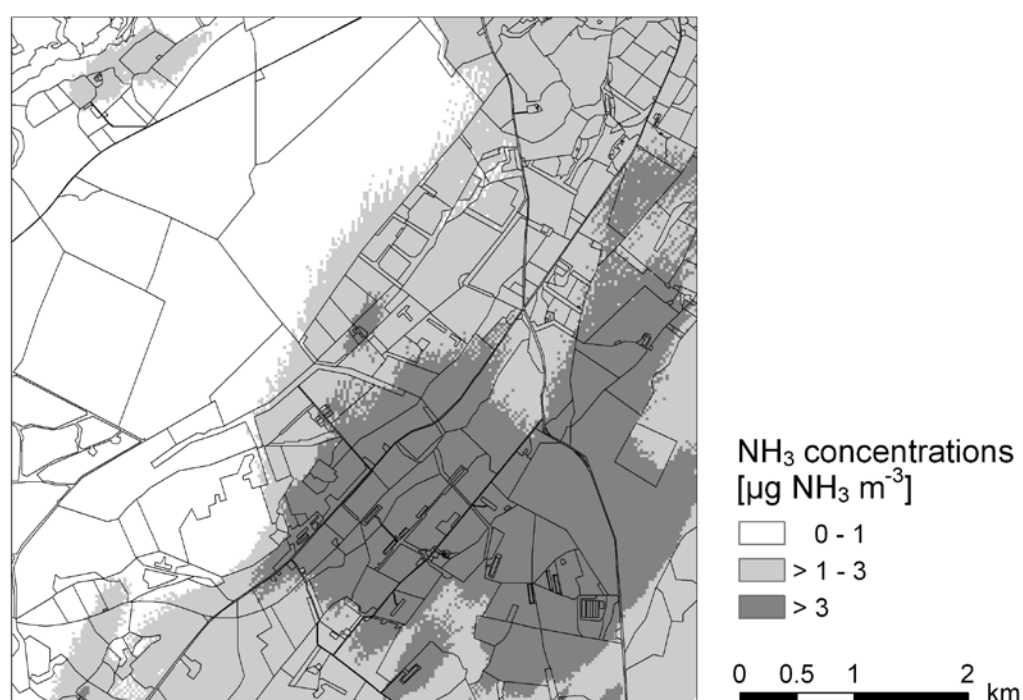 NH₃ concentrations
[µg NH₃ m⁻³]
0 - 1
> 1 - 3
> 3
0 0.5 1 2
km